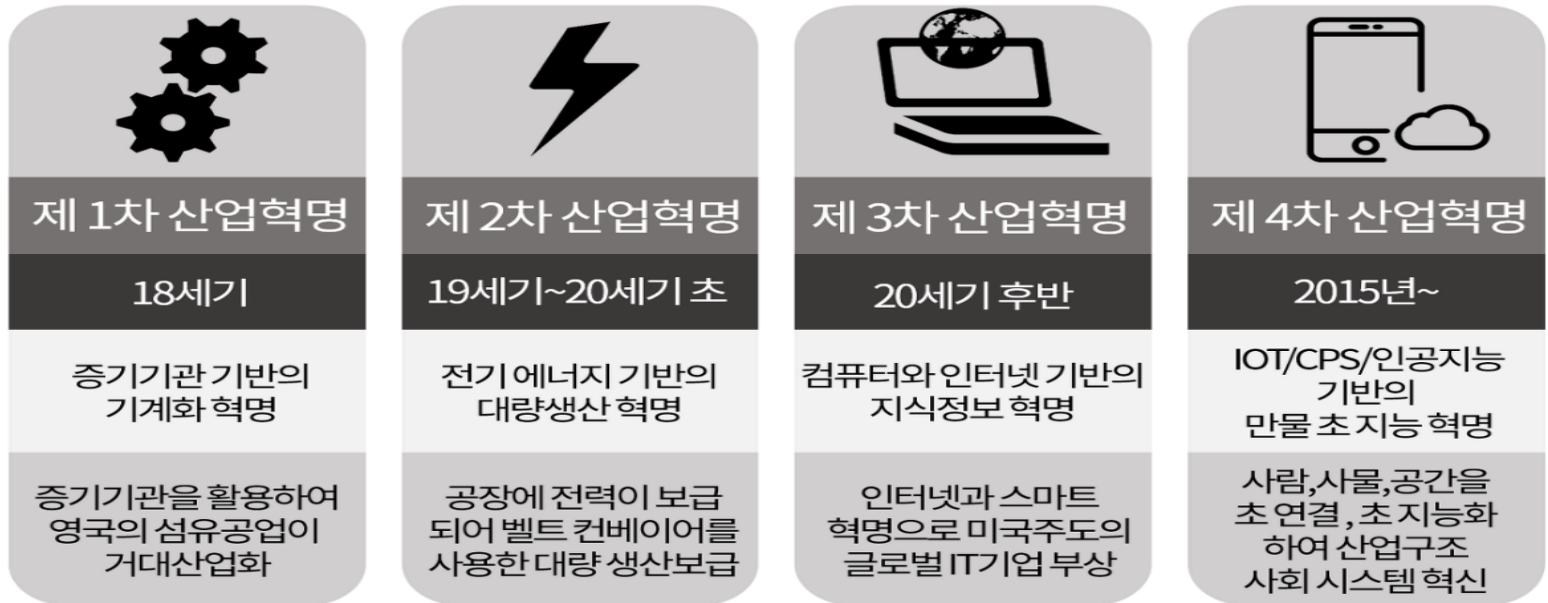 제 1차 산업혁명
18세기
증기기관 기반의
기계화 혁명
증기기관을 활용하여
영국의 섬유공업이
거대산업화
제 2차 산업혁명
19세기~20세기 초
전기 에너지 기반의
대량생산 혁명
공장에 전력이 보급
되어 벨트 컨베이어를
사용한 대량 생산보급
제 3차 산업혁명
20세기 후반
컴퓨터와 인터넷 기반의
지식정보 혁명
인터넷과 스마트
혁명으로 미국주도의
글로벌 IT기업 부상
제 4차 산업혁명
2015년~
IOT/CPS/인공지능
기반의
만물 초 지능 혁명
사람,사물,공간을
초 연결 , 초 지능화
하여 산업구조
사회 시스템 혁신